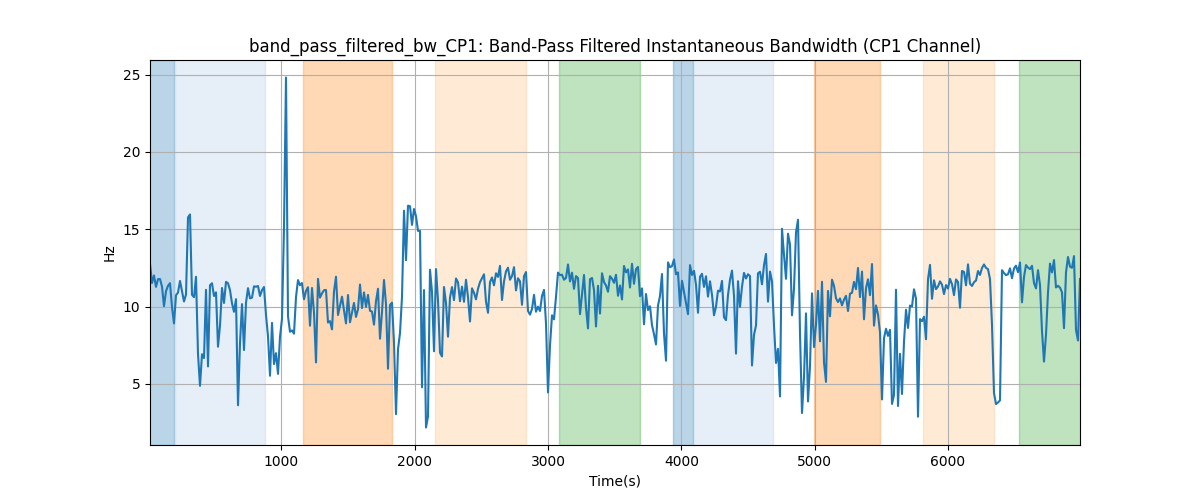 band_pass_filtered_bw_CP1: Band-Pass Filtered Instantaneous Bandwidth (CP1 Channel)
25
20
15
10
5
Hz
1000 2000 3000 4000 5000 6000
Time(s)